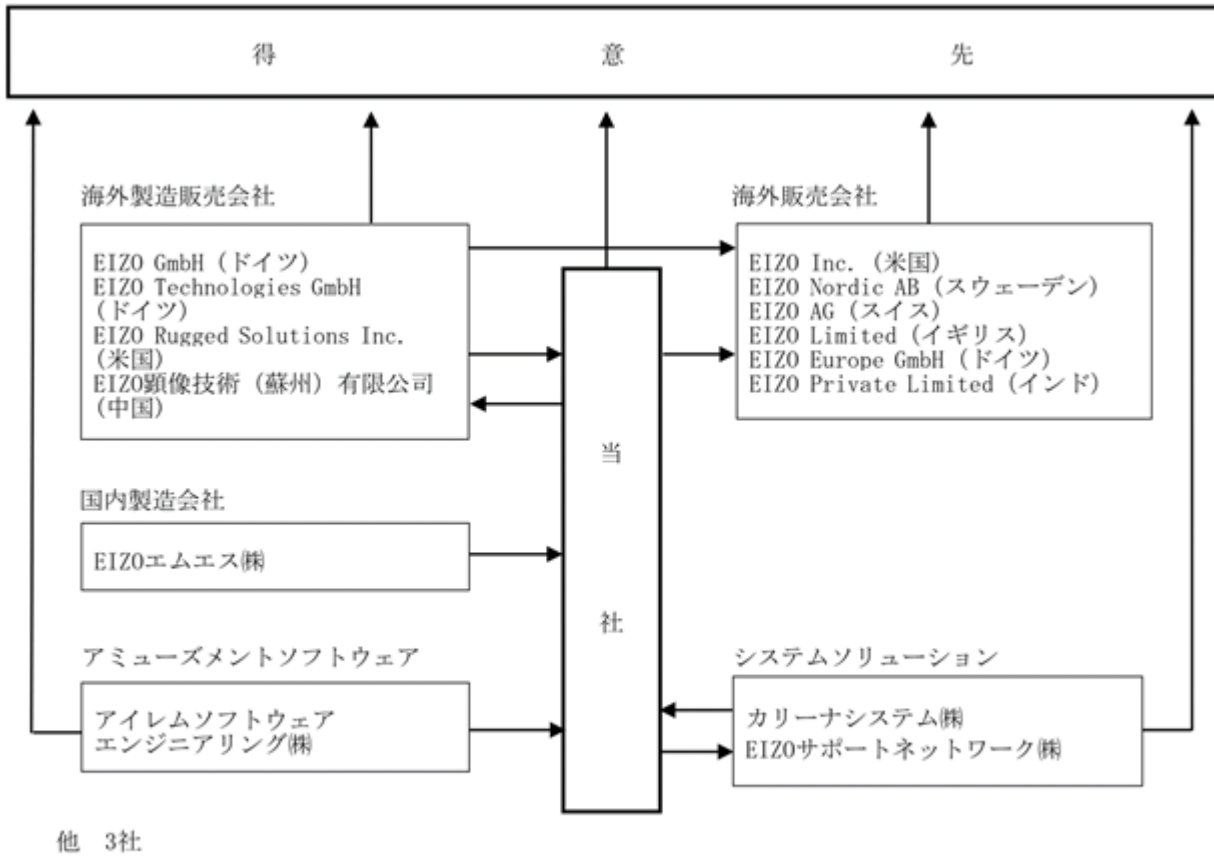 得意先
海外製造販売会社
EIZO GmbH (ドイツ)
EIZO Technologies GmbH
(ドイツ)
EIZO Rugged Solutions Inc.
(米国)
EIZO顕像技術（蘇州）有限公司
(中国)
海外販売会社
EIZO Inc. (米国)
EIZO Nordic AB (スウェーデン)
EIZO AG (スイス)
EIZO Limited (イギリス)
EIZO Europe GmbH (ドイツ)
EIZO Private Limited (インド)
当社
国内製造会社
EIZOエムエス㈱
アミューズメントソフトウェア
アイレムソフトウェア
エンジニアリング㈱
システムソリューション
カリーナシステム㈱
EIZOサポートネットワーク㈱
他　3社